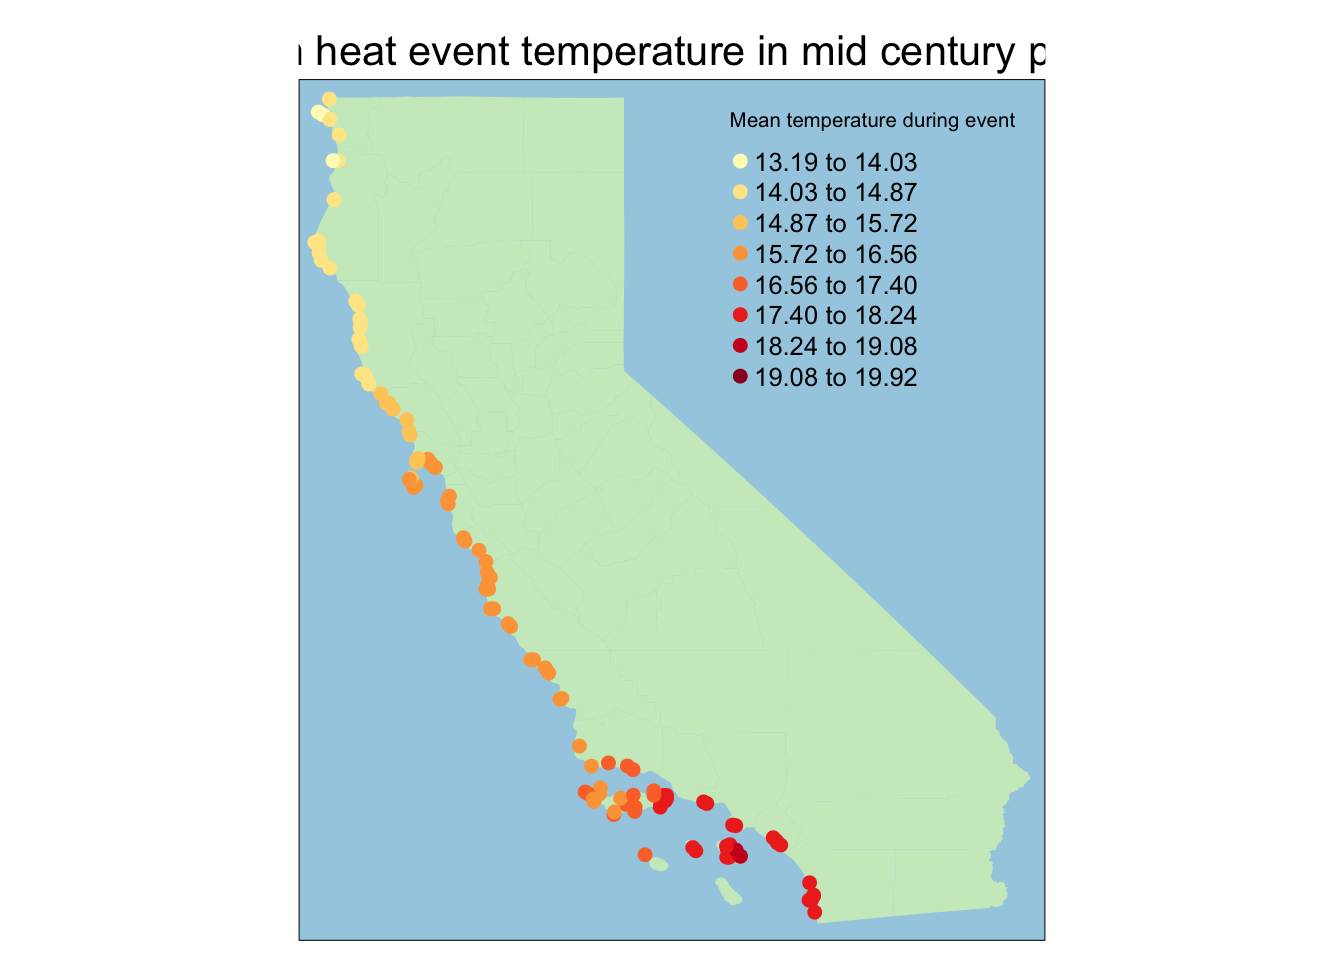 heat event temperature in mid century
Mean temperature during event
13.19 to 14.03
14.03 to 14.87
14.87 to 15.72
15.72 to 16.56
16.56 to 17.40
17.40 to 18.24
18.24 to 19.08
19.08 to 19.92